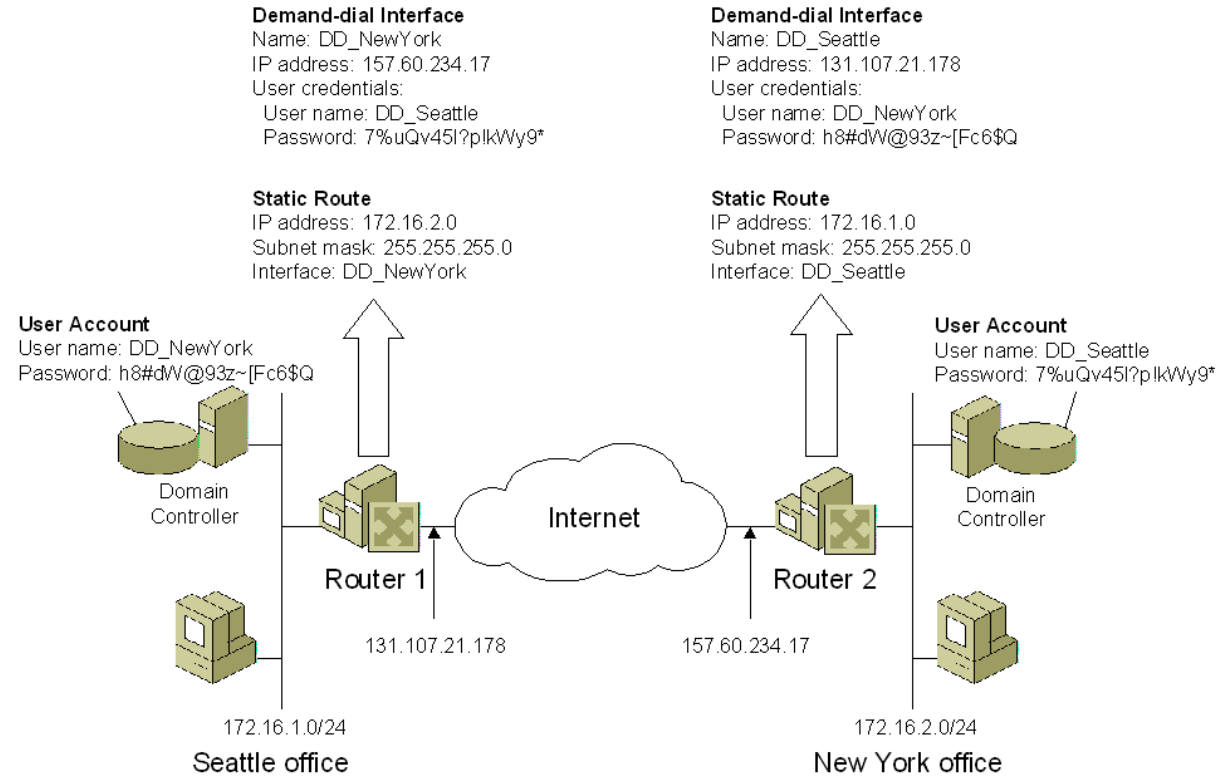 Demand-dial Interface
Name: DD_NewYork
IP address: 157.60.234.17
User credentials:
User name: DD_Seattle
Password: 7%uQv45l?p!kWy9*
Demand-dial Interface
Name: DD_Seattle
IP address: 131.107.21.178
User credentials:
User name: DD_NewYork
Password: h8#dW@93z~[Fc6$Q
Static Route
IP address: 172.16.2.0
Subnet mask: 255.255.255.0
Interface: DD_NewYork
Static Route
IP address: 172.16.1.0
Subnet mask: 255.255.255.0
Interface: DD_Seattle
User Account
User name: DD_NewYork
Password: h8#dW@93z~[Fc6$Q
User Account
User name: DD_Seattle
Password: 7%uQv45l?p!kWy9*
Domain
Controller
Domain
Controller
Internet
Router 1
Router 2
131.107.21.178
157.60.234.17
172.16.1.0/24
172.16.2.0/24
Seattle office
New York office